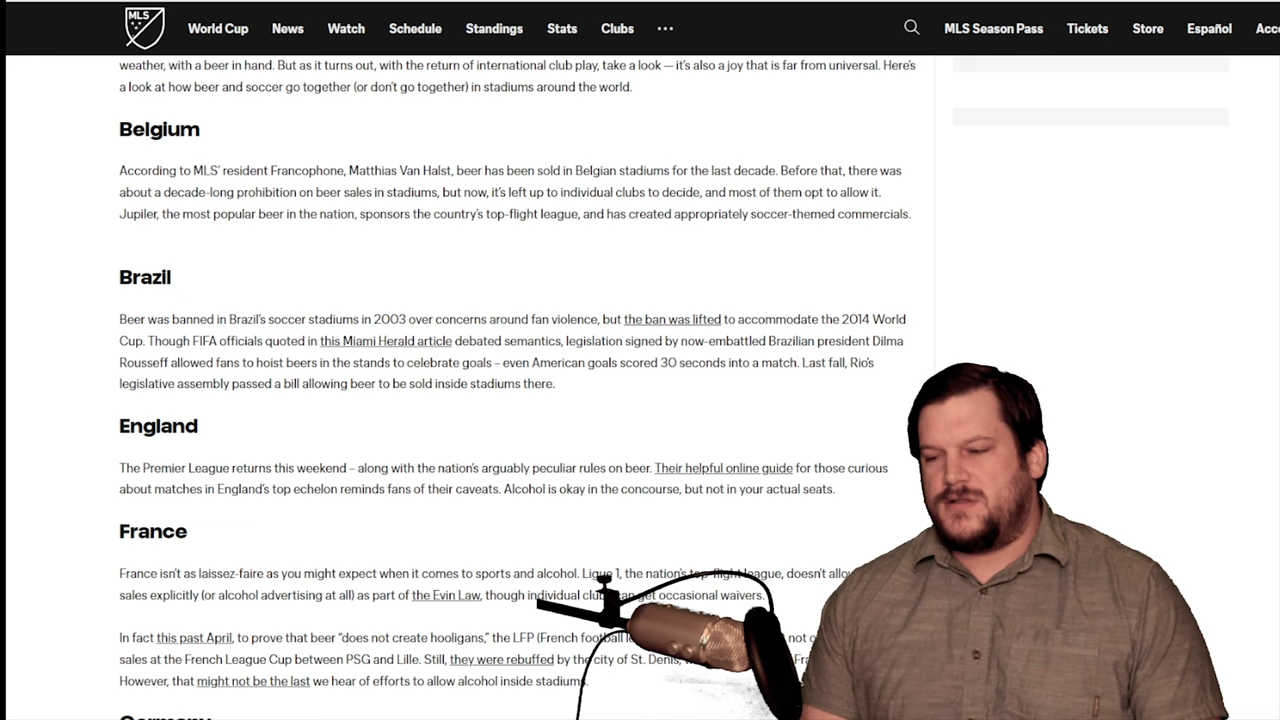 MLS
World Cup
News
Watch
Schedule
Standings
Stats
Clubs
MLS Season Pass
Tickets
Store
Español
weather, with a beer in hand. But as it turns out, with the return of international club play, take a look — it's also a joy that is far from universal. Here's
a look at how beer and soccer go together (or don't go together) in stadiums around the world.
Belgium
According to MLS' resident Francophone, Matthias Van Halst, beer has been sold in Belgian stadiums for the last decade. Before that, there was
about a decade-long prohibition on beer sales in stadiums, but now, it's left up to individual clubs to decide, and most of them opt to allow it.
Jupiler, the most popular beer in the nation, sponsors the country's top-flight league, and has created appropriately soccer-themed commercials.
Brazil
Beer was banned in Brazil's soccer stadiums in 2003 over concerns around fan violence, but the ban was lifted to accommodate the 2014 World
Cup. Though FIFA officials quoted in this Miami Herald article debated semantics, legislation signed by now-embattled Brazilian president Dilma
Rousseff allowed fans to hoist beers in the stands to celebrate goals – even American goals scored 30 seconds into a match. Last fall, Rio's
legislative assembly passed a bill allowing beer to be sold inside stadiums there.
England
The Premier League returns this weekend – along with the nation's arguably peculiar rules on beer. Their helpful online guide for those curious
about matches in England's top echelon reminds fans of their caveats. Alcohol is okay in the concourse, but not in your actual seats.
France
France isn't as laissez-faire as you might expect when it comes to sports and alcohol. Ligue 1, the nation's top-flight league, doesn't
sales explicitly (or alcohol advertising at all) as part of the Evin Law, though individual clubs can get occasional waivers.
In fact this past April, to prove that beer “does not create hooligans,” the LFP (French football
sales at the French League Cup between PSG and Lille. Still, they were rebuffed by the city of St. Denis,
However, that might not be the last we hear of efforts to allow alcohol inside stadiums.
Germany